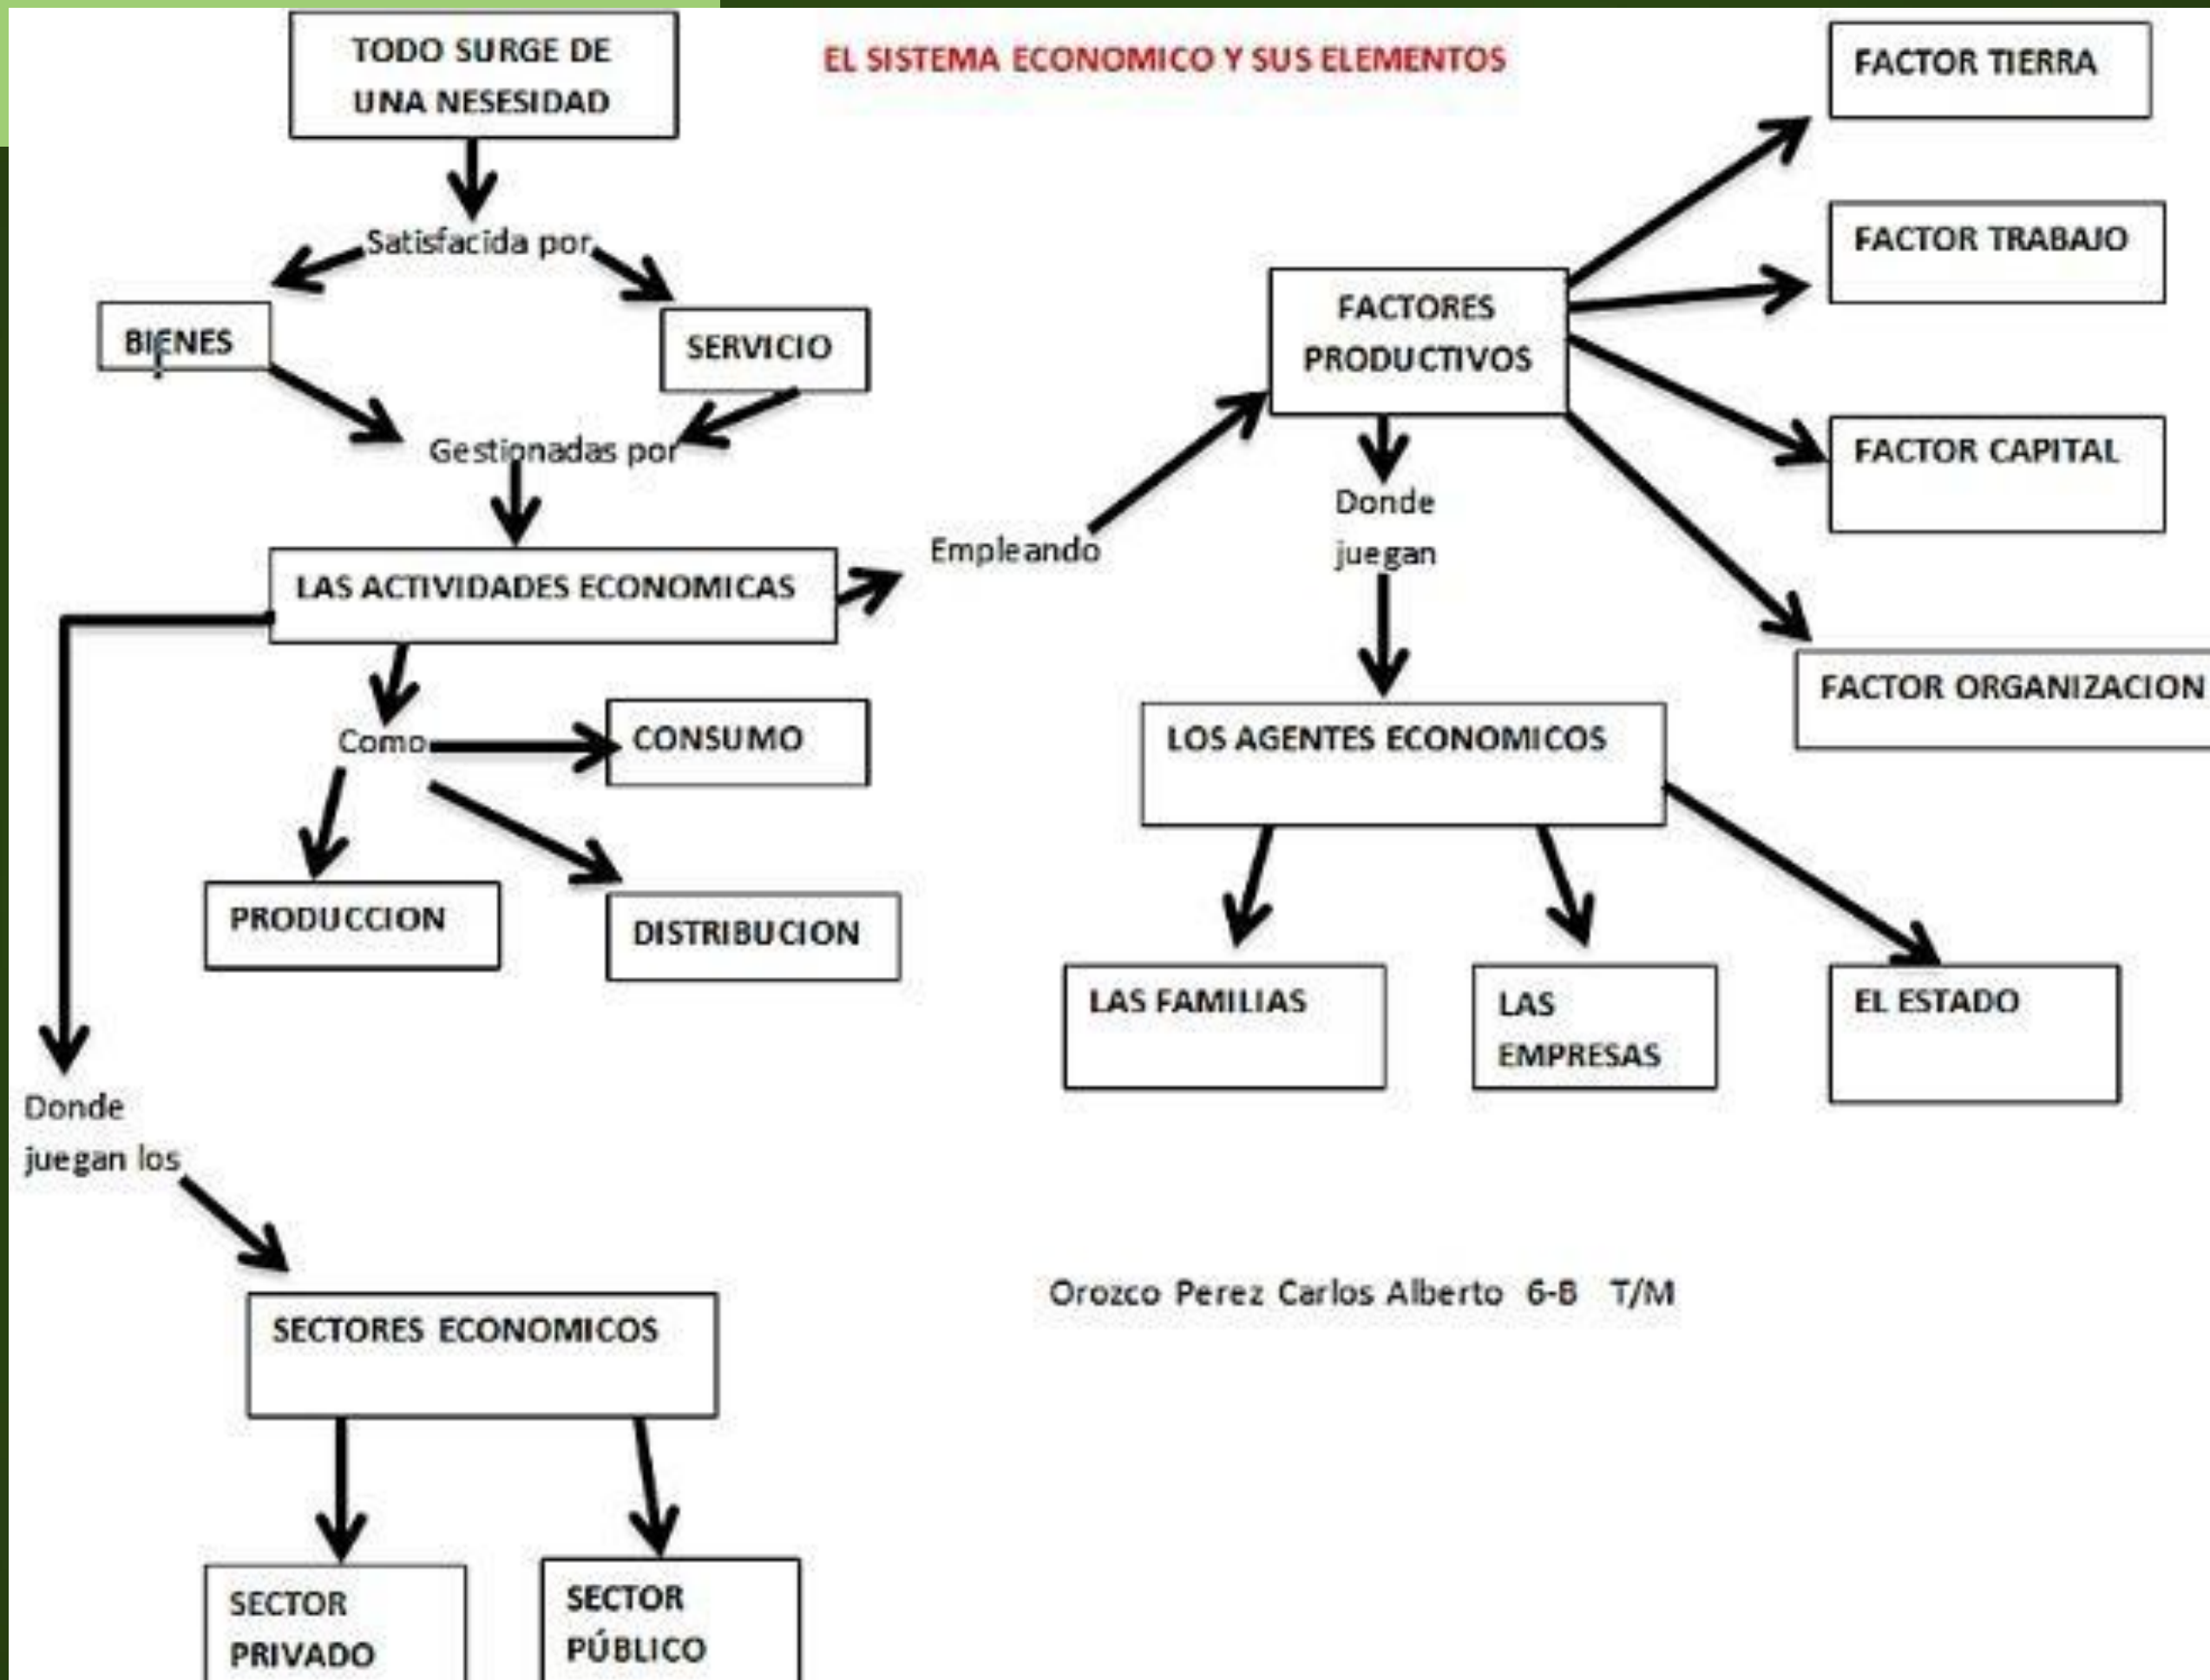 EL SISTEMA ECONOMICO Y SUS ELEMENTOS
TODO SURGE DE
UNA NESESIDAD
Satisfacida por
BIENES
SERVICIO
Gestionadas por
LAS ACTIVIDADES ECONOMICAS
Como
CONSUMO
PRODUCCION
DISTRIBUCION
Donde
juegan los
SECTORES ECONOMICOS
SECTOR
PRIVADO
SECTOR
PÚBLICO
Empleando
FACTORES
PRODUCTIVOS
FACTOR TIERRA
FACTOR TRABAJO
FACTOR CAPITAL
FACTOR ORGANIZACION
Donde
juegan
LOS AGENTES ECONOMICOS
LAS FAMILIAS
LAS
EMPRESAS
EL ESTADO
Orozco Perez Carlos Alberto 6-B T/M